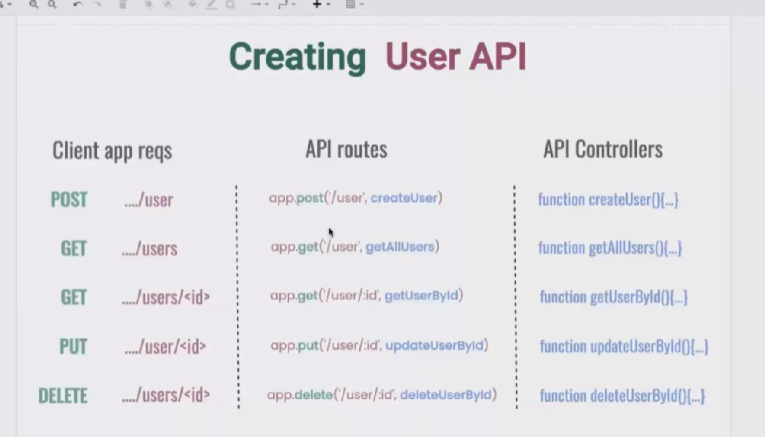 Creating User API
Client app reqs API routes API Controllers
POST ..../user app.post('/user', createUser) function createUser(){...}
GET ..../users app.get('/user', getAllUsers) function getAllUsers(){...}
GET ..../users/<id> app.get('/user/:id', getUserById) function getUserById(){...}
PUT ..../user/<id> app.put('/user/:id', updateUserById) function updateUserById(){...}
DELETE ..../users/<id> app.delete('/user/:id', deleteUserById) function deleteUserById(){...}